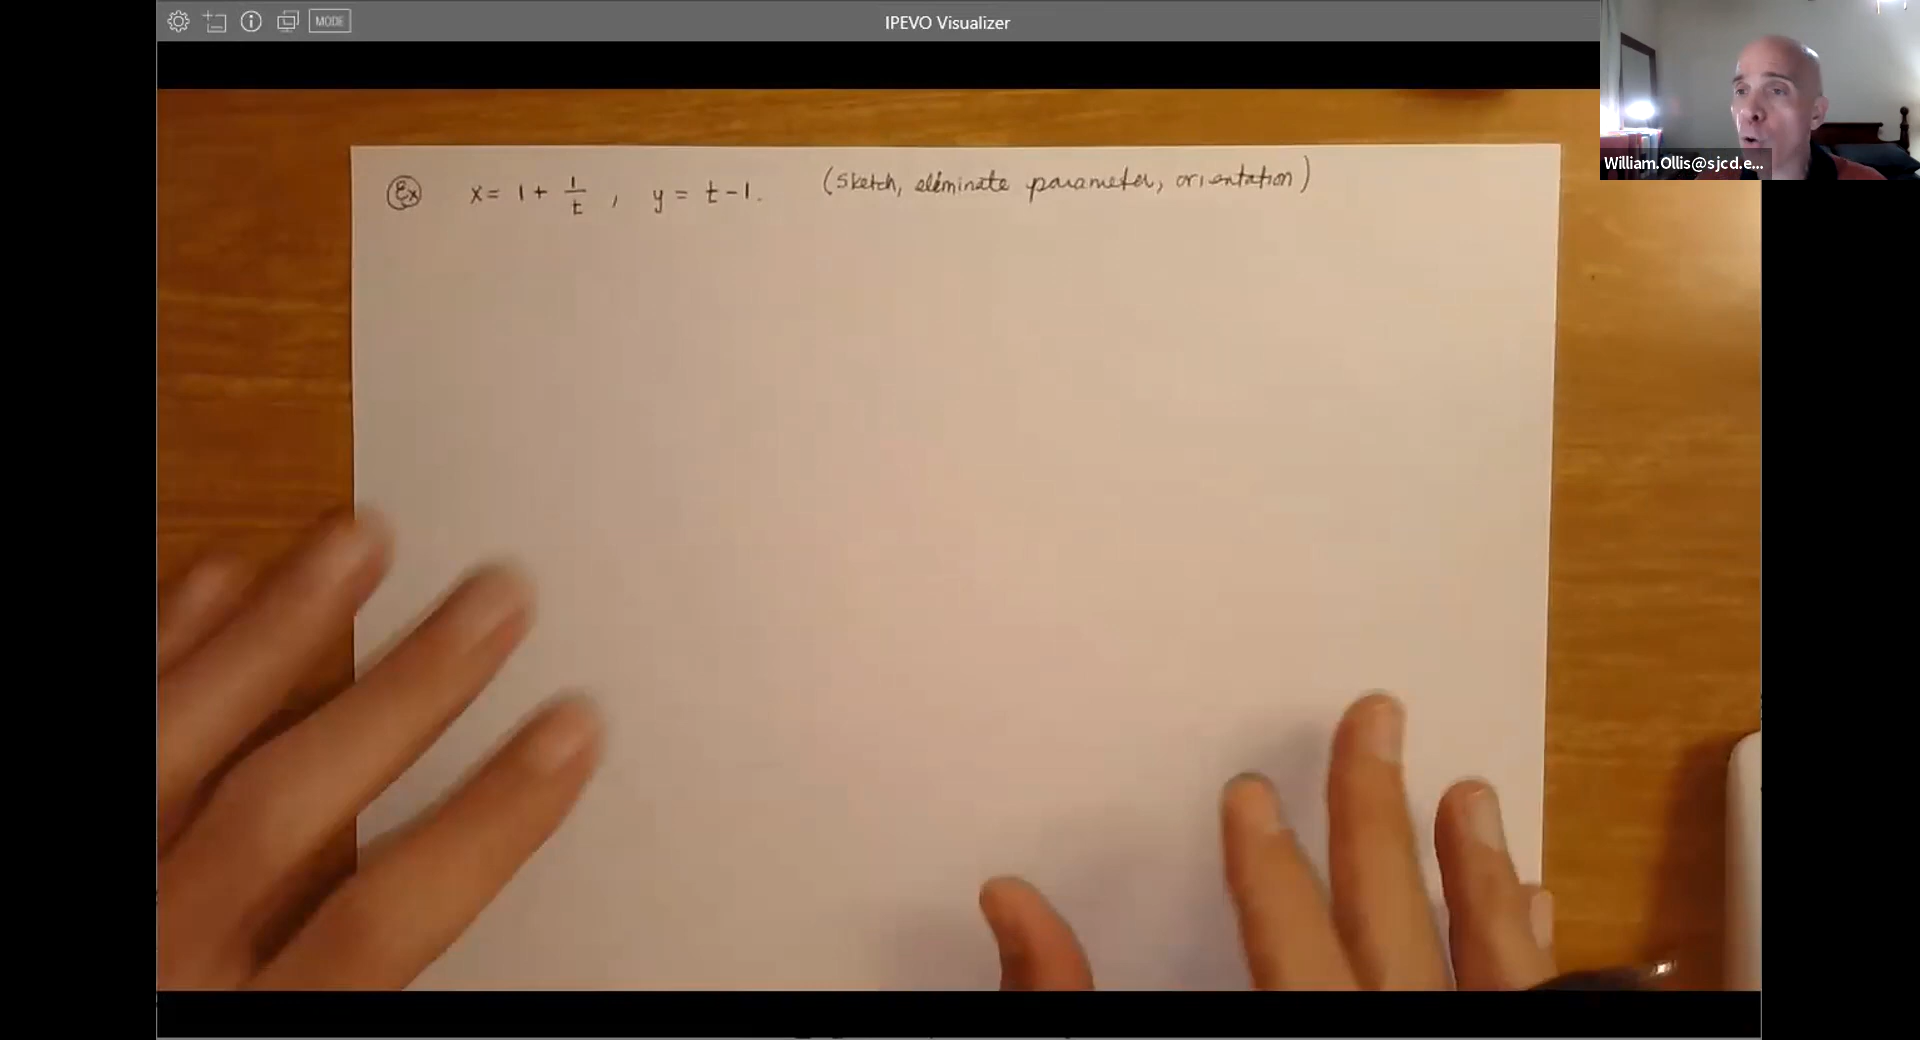 MODE
IPEVO Visualizer
William.Ollis@sjcd.e...
Ex x = 1 + 1/t , y = t - 1. (sketch, eliminate parameter, orientation)